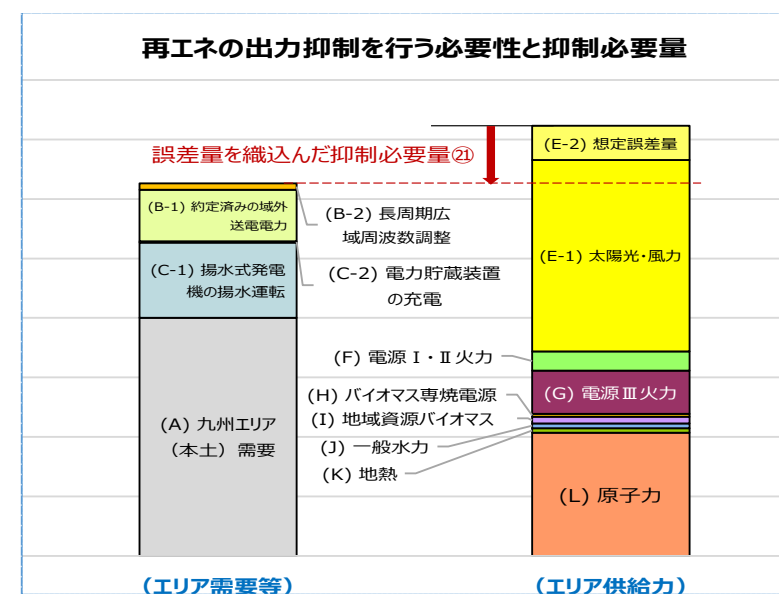 再エネの出力抑制を行う必要性と抑制必要量
誤差量を織込んだ抑制必要量㉑
(B-1) 約定済みの域外
送電電力
(B-2) 長周期広
域周波数調整
(C-1) 揚水式発電
機の揚水運転
(C-2) 電力貯蔵装置
の充電
(A) 九州エリア
（本土）需要
(E-2) 想定誤差量
(E-1) 太陽光・風力
(F) 電源Ⅰ・Ⅱ火力
(G) 電源Ⅲ火力
(H) バイオマス専焼電源
(I) 地域資源バイオマス
(J) 一般水力
(K) 地熱
(L) 原子力
（エリア需要等）
（エリア供給力）